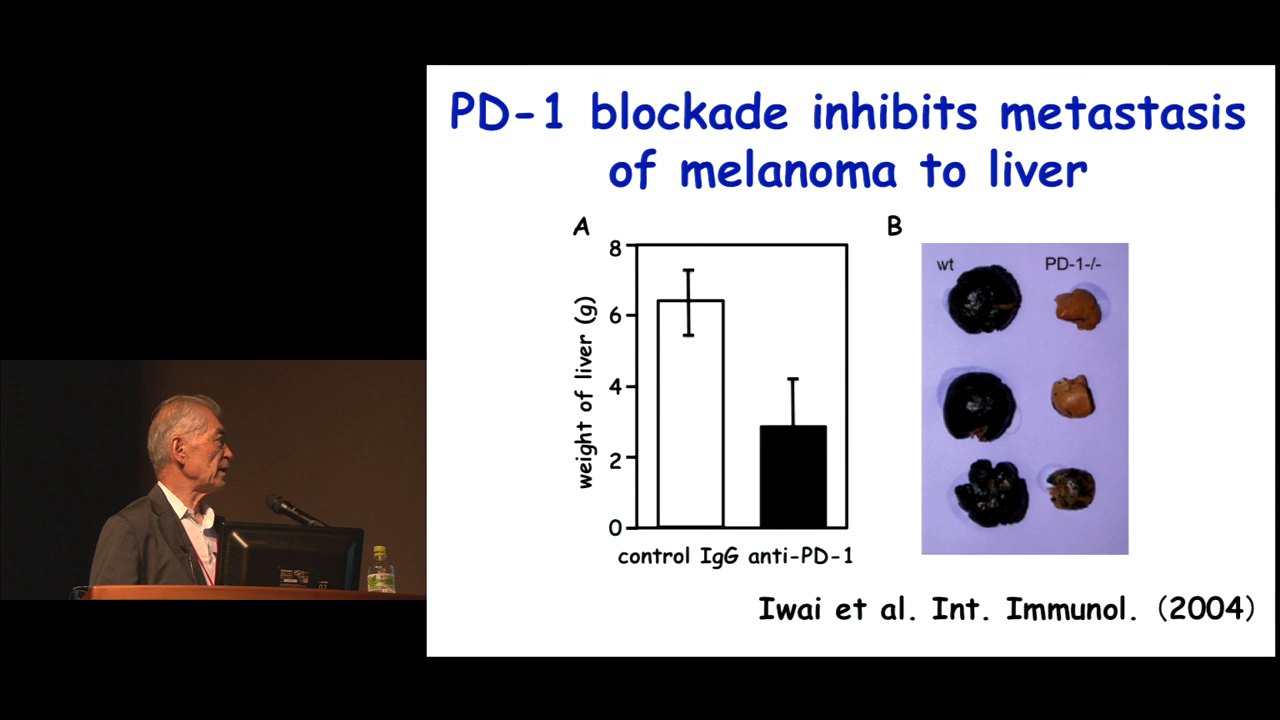 PD-1 blockade inhibits metastasis
of melanoma to liver
A
B
8
6
4
2
0
weight of liver (g)
control IgG anti-PD-1
wt PD-1-/-
Iwai et al. Int. Immunol. (2004)